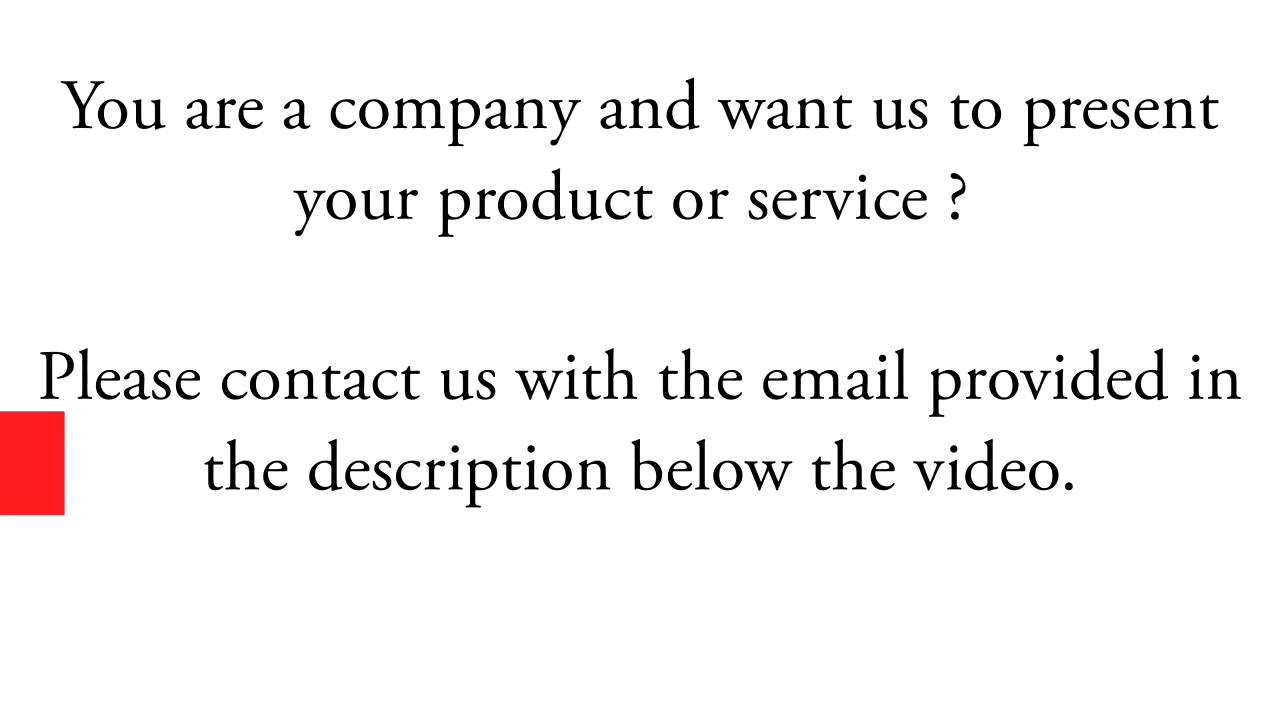 You are a company and want us to present
your product or service ?
Please contact us with the email provided in
the description below the video.